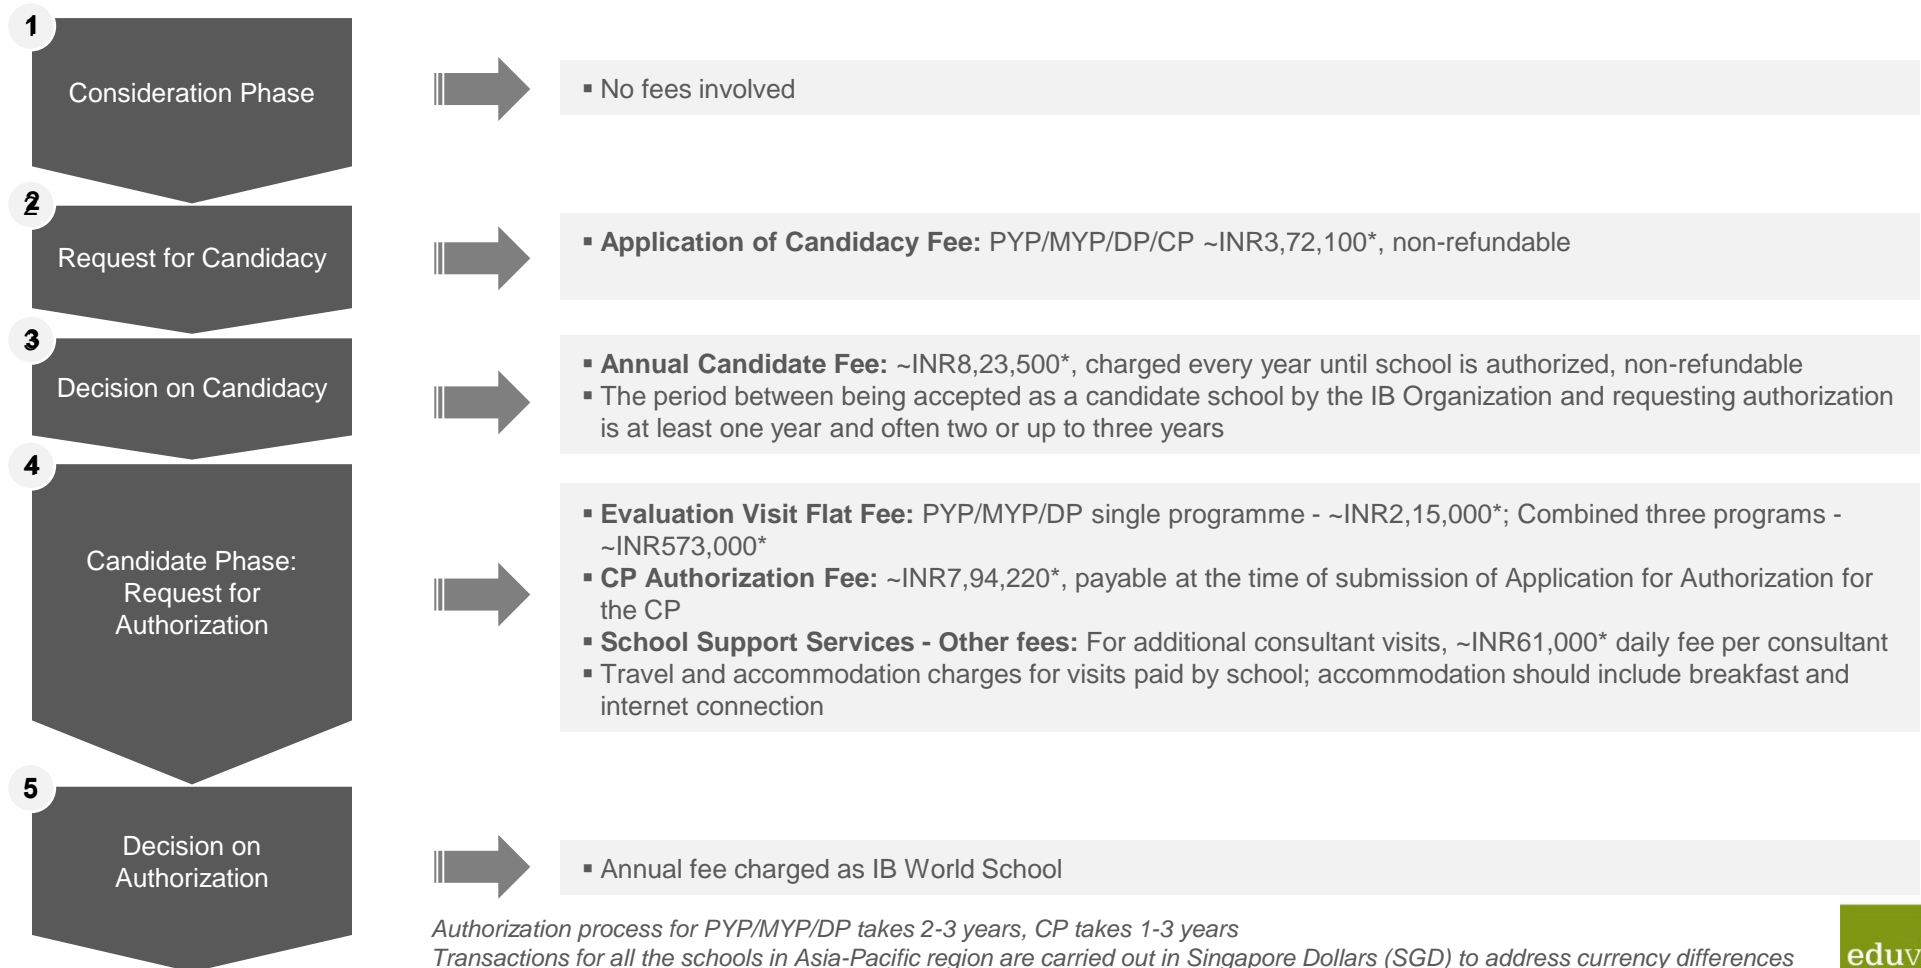 1
Consideration Phase
▪ No fees involved
2
Request for Candidacy
▪ Application of Candidacy Fee: PYP/MYP/DP/CP ~INR3,72,100*, non-refundable
3
Decision on Candidacy
▪ Annual Candidate Fee: ~INR8,23,500*, charged every year until school is authorized, non-refundable
▪ The period between being accepted as a candidate school by the IB Organization and requesting authorization
is at least one year and often two or up to three years
4
Candidate Phase:
Request for
Authorization
▪ Evaluation Visit Flat Fee: PYP/MYP/DP single programme - ~INR2,15,000*; Combined three programs -
~INR573,000*
▪ CP Authorization Fee: ~INR7,94,220*, payable at the time of submission of Application for Authorization for
the CP
▪ School Support Services - Other fees: For additional consultant visits, ~INR61,000* daily fee per consultant
▪ Travel and accommodation charges for visits paid by school; accommodation should include breakfast and
internet connection
5
Decision on
Authorization
▪ Annual fee charged as IB World School
Authorization process for PYP/MYP/DP takes 2-3 years, CP takes 1-3 years
Transactions for all the schools in Asia-Pacific region are carried out in Singapore Dollars (SGD) to address currency differences
eduv